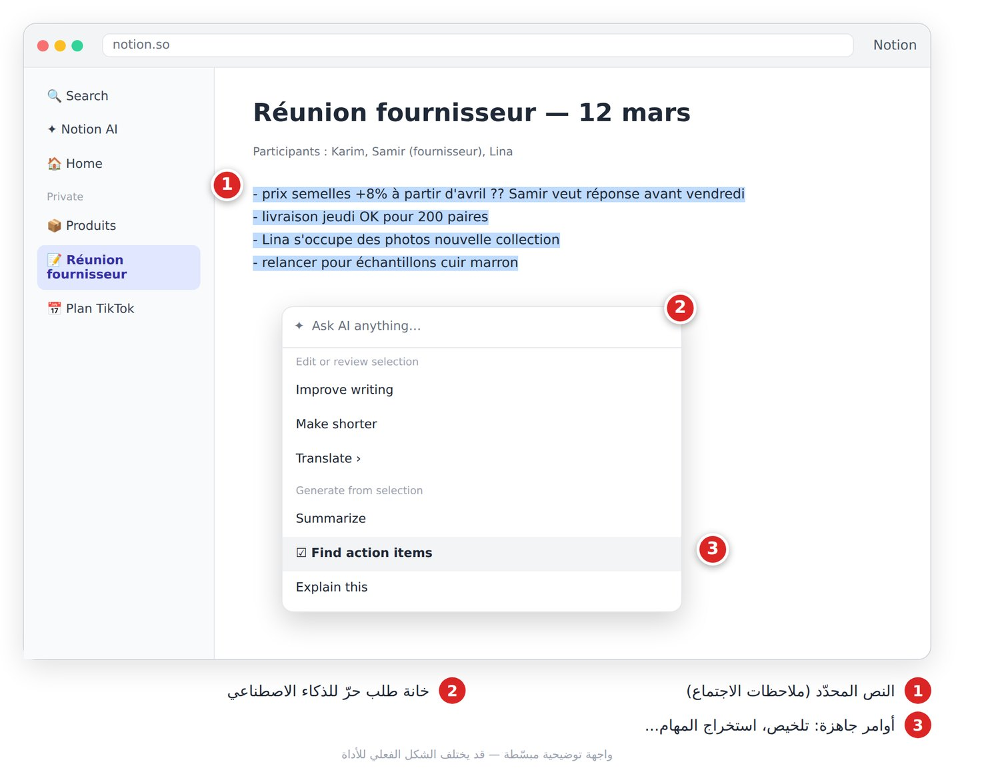 notion.so
Notion
🔍 Search
✦ Notion AI
🏠 Home
Private
📦 Produits
📝 Réunion
fournisseur
📅 Plan TikTok
Réunion fournisseur — 12 mars
Participants : Karim, Samir (fournisseur), Lina
1
- prix semelles +8% à partir d'avril ?? Samir veut réponse avant vendredi
- livraison jeudi OK pour 200 paires
- Lina s'occupe des photos nouvelle collection
- relancer pour échantillons cuir marron
2
✦ Ask AI anything...
Edit or review selection
Improve writing
Make shorter
Translate ›
Generate from selection
Summarize
☑ Find action items
3
Explain this
1 النص المحدّد (ملاحظات الاجتماع)
2 خانة طلب حرّ للذكاء الاصطناعي
3 أوامر جاهزة: تلخيص، استخراج المهام...
واجهة توضيحية مبسّطة — قد يختلف الشكل الفعلي للأداة